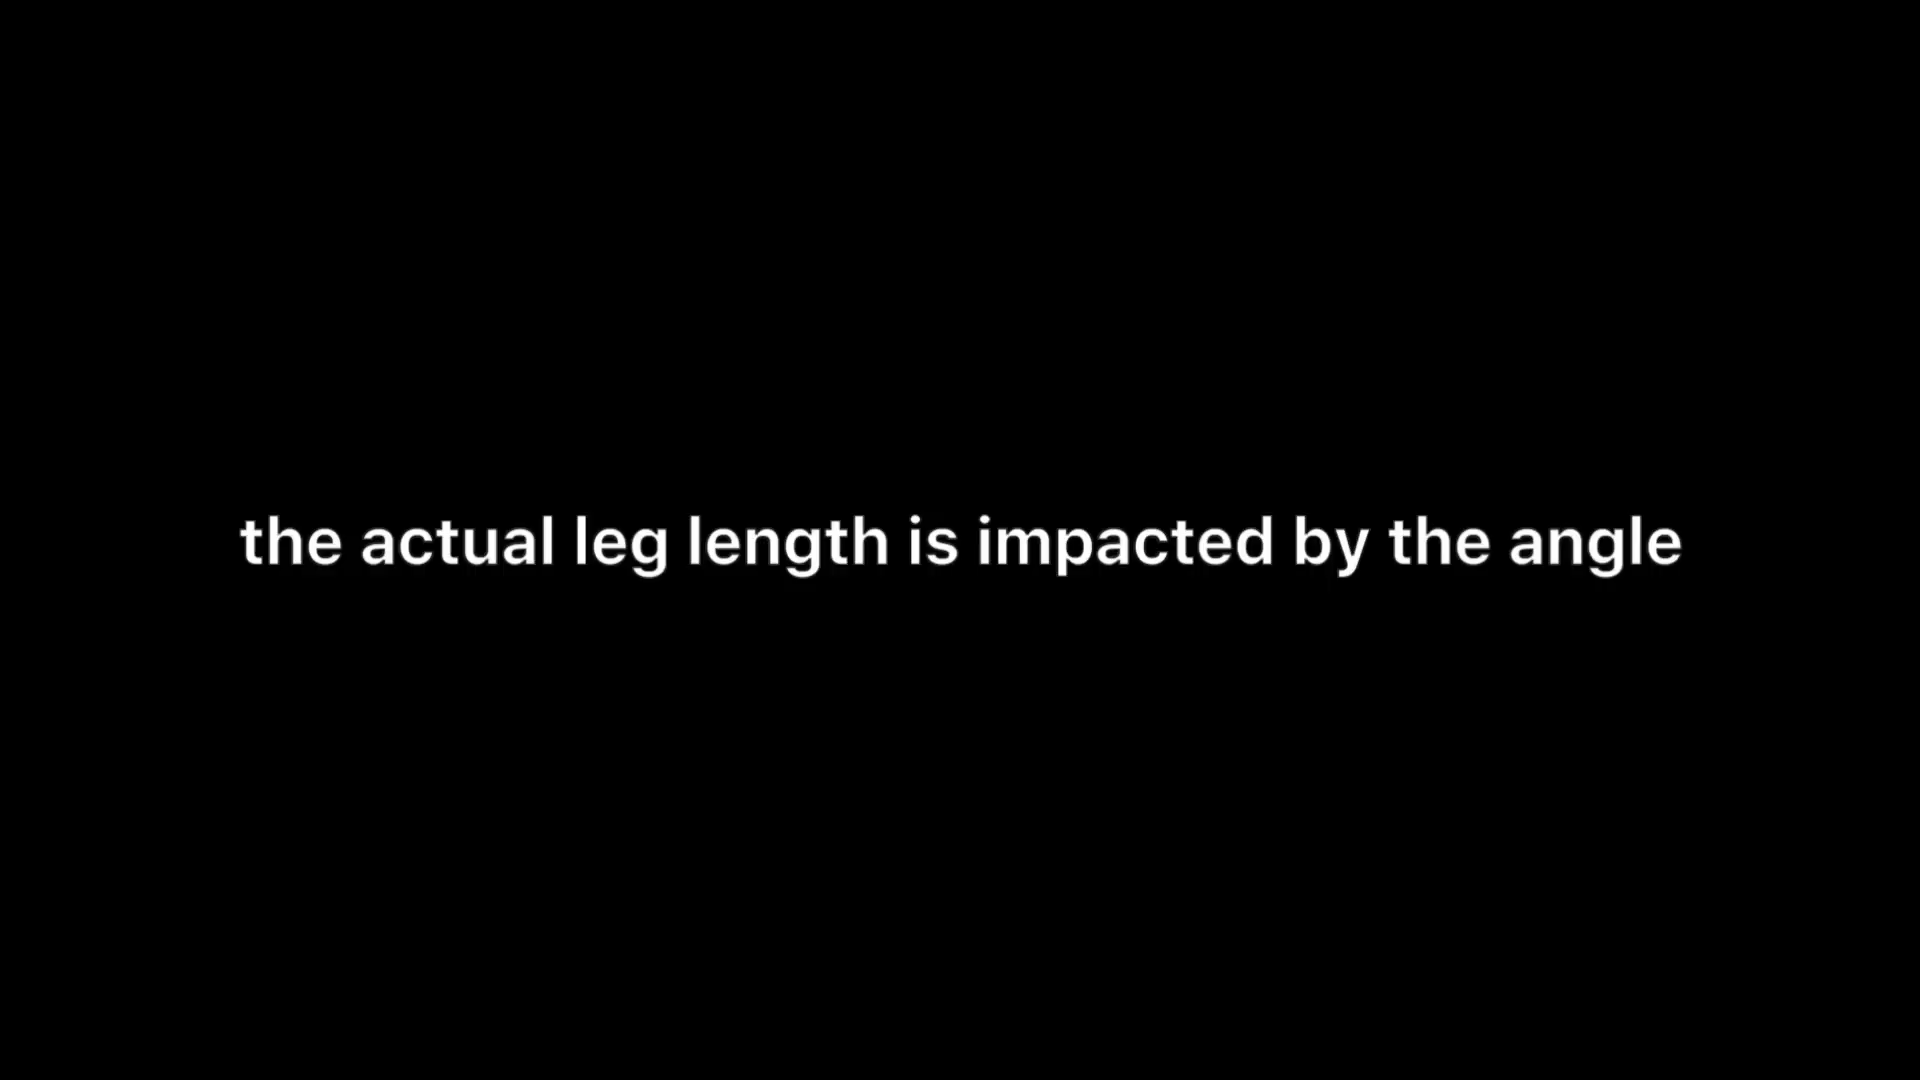 the actual leg length is impacted by the angle